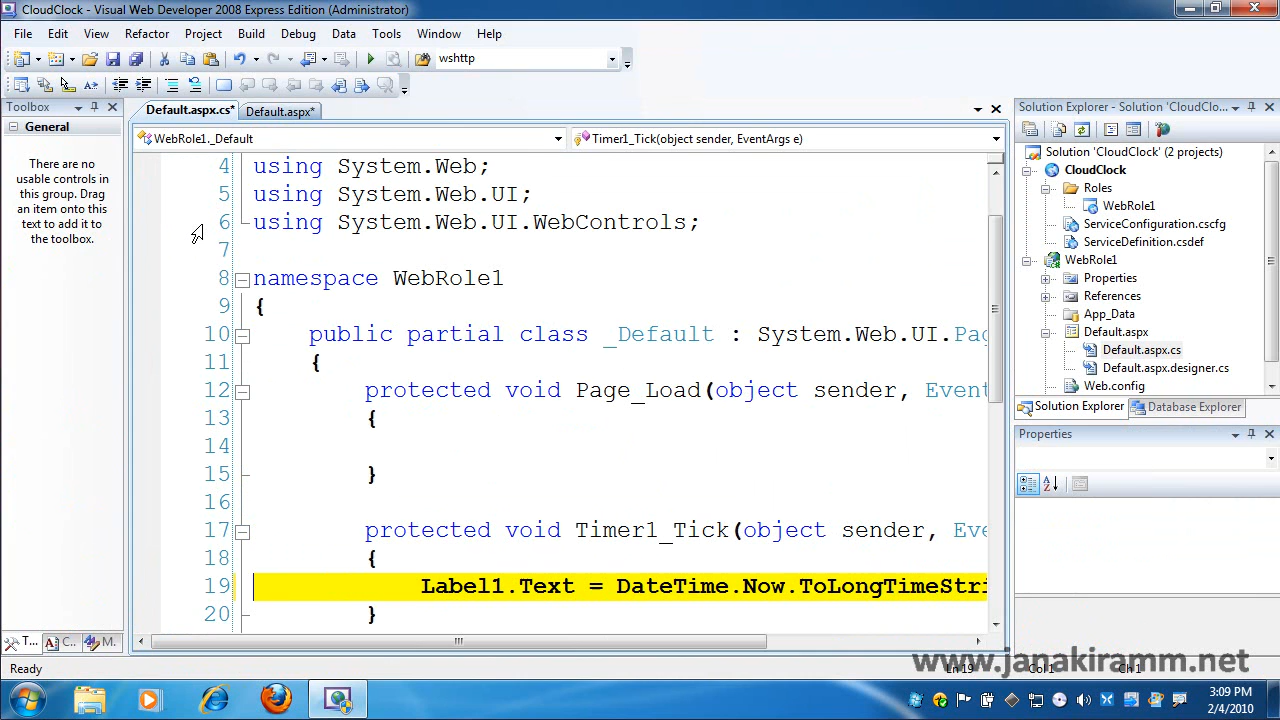 CloudClock - Visual Web Developer 2008 Express Edition (Administrator)
File Edit View Refactor Project Build Debug Data Tools Window Help
wshttp
Toolbox
General
There are no
usable controls in
this group. Drag
an item onto this
text to add it to
the toolbox.
T... C... M...
Default.aspx.cs* Default.aspx*
WebRole1._Default Timer1_Tick(object sender, EventArgs e)
4 using System.Web;
5 using System.Web.UI;
6 using System.Web.UI.WebControls;
7
8 namespace WebRole1
9 {
10 public partial class _Default : System.Web.UI.Pag
11 {
12 protected void Page_Load(object sender, Event
13 {
14
15 }
16
17 protected void Timer1_Tick(object sender, Eve
18 {
19 Label1.Text = DateTime.Now.ToLongTimeStri
20 }
Solution Explorer - Solution 'CloudClo...
Solution 'CloudClock' (2 projects)
CloudClock
Roles
WebRole1
ServiceConfiguration.cscfg
ServiceDefinition.csdef
WebRole1
Properties
References
App_Data
Default.aspx
Default.aspx.cs
Default.aspx.designer.cs
Web.config
Solution Explorer Database Explorer
Properties
Ready Ln 19 Col 1 Ch 1
www.janakiramm.net
3:09 PM
2/4/2010